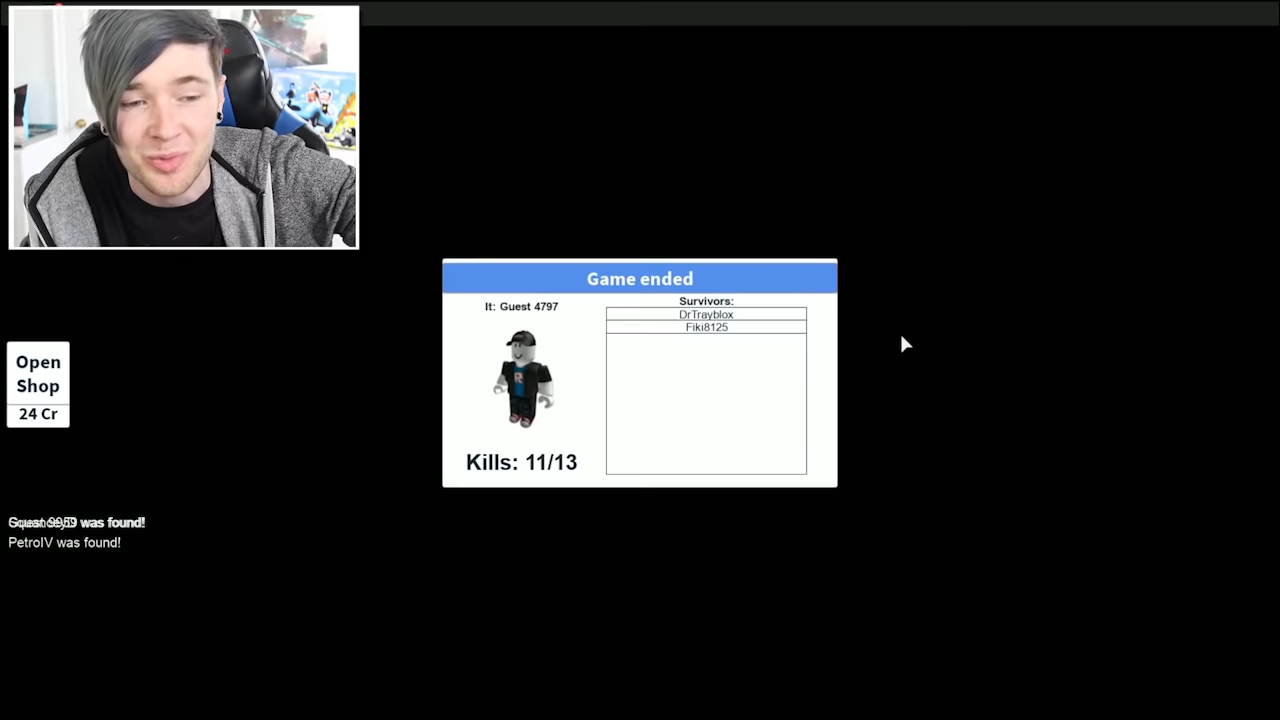 Game ended
It: Guest 4797
Survivors:
DrTrayblox
Fiki8125
Kills: 11/13
Open
Shop
24 Cr
was found!
PetroIV was found!